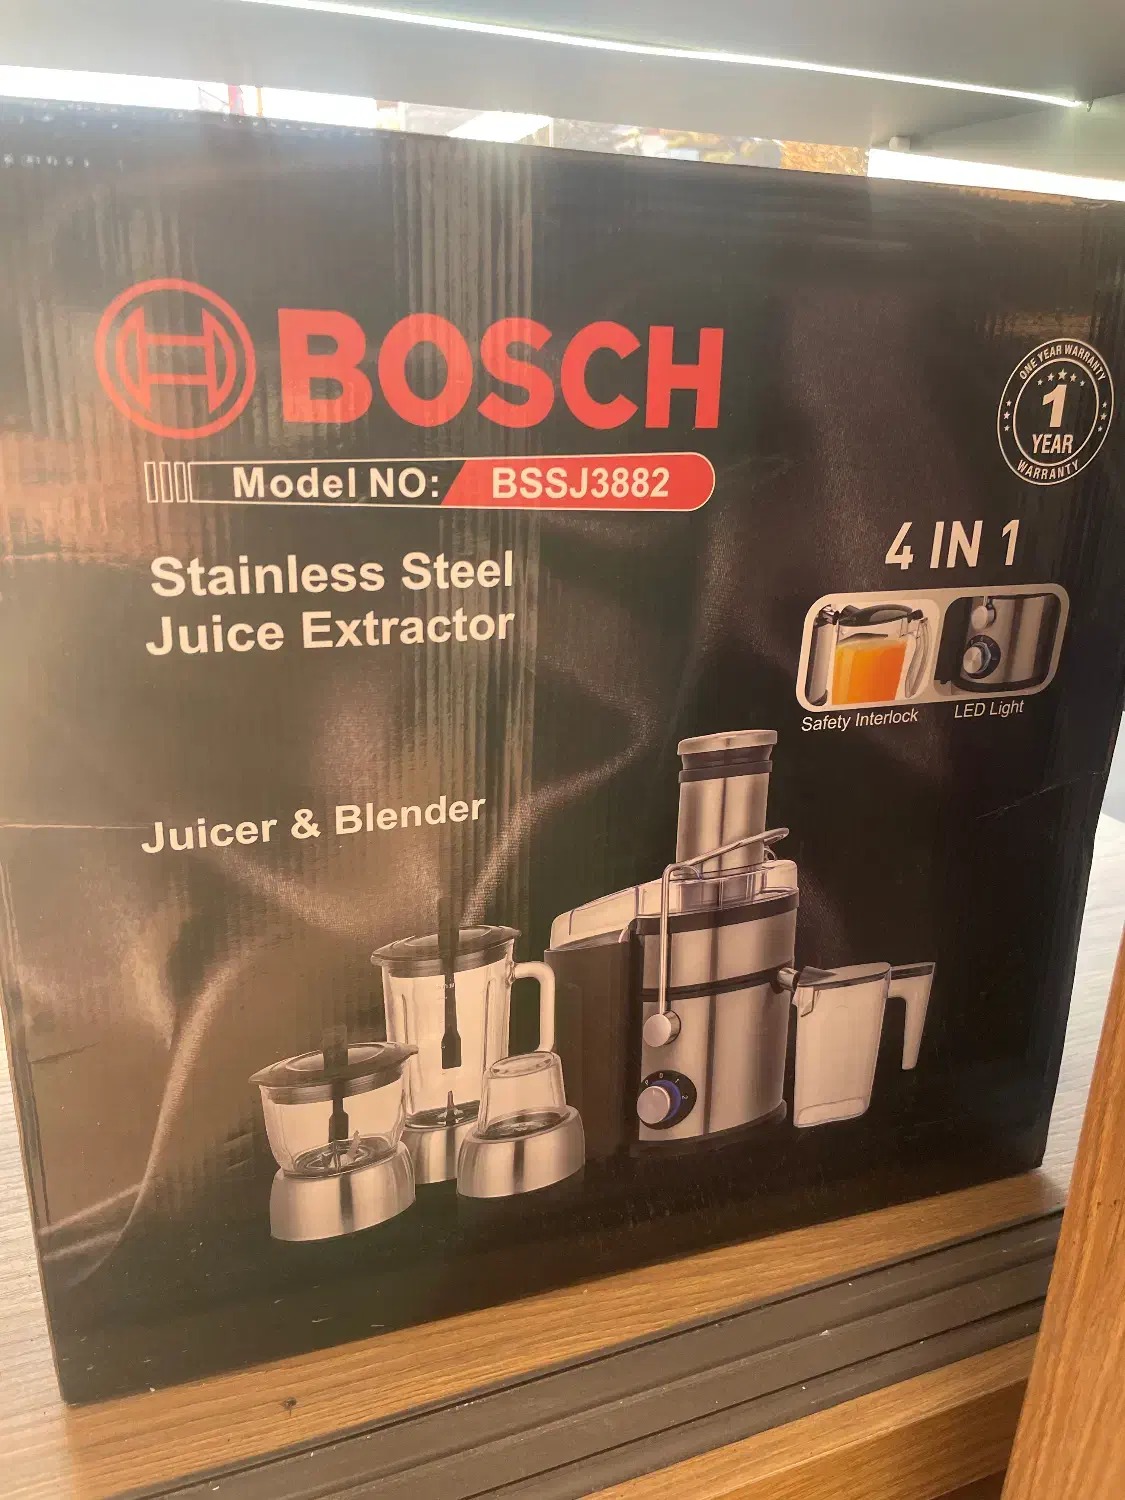 BOSCH
Model NO: BSSJ3882
ONE YEAR WARRANTY
1
YEAR
WARRANTY
Stainless Steel
Juice Extractor
4 IN 1
Safety Interlock
LED Light
Juicer & Blender